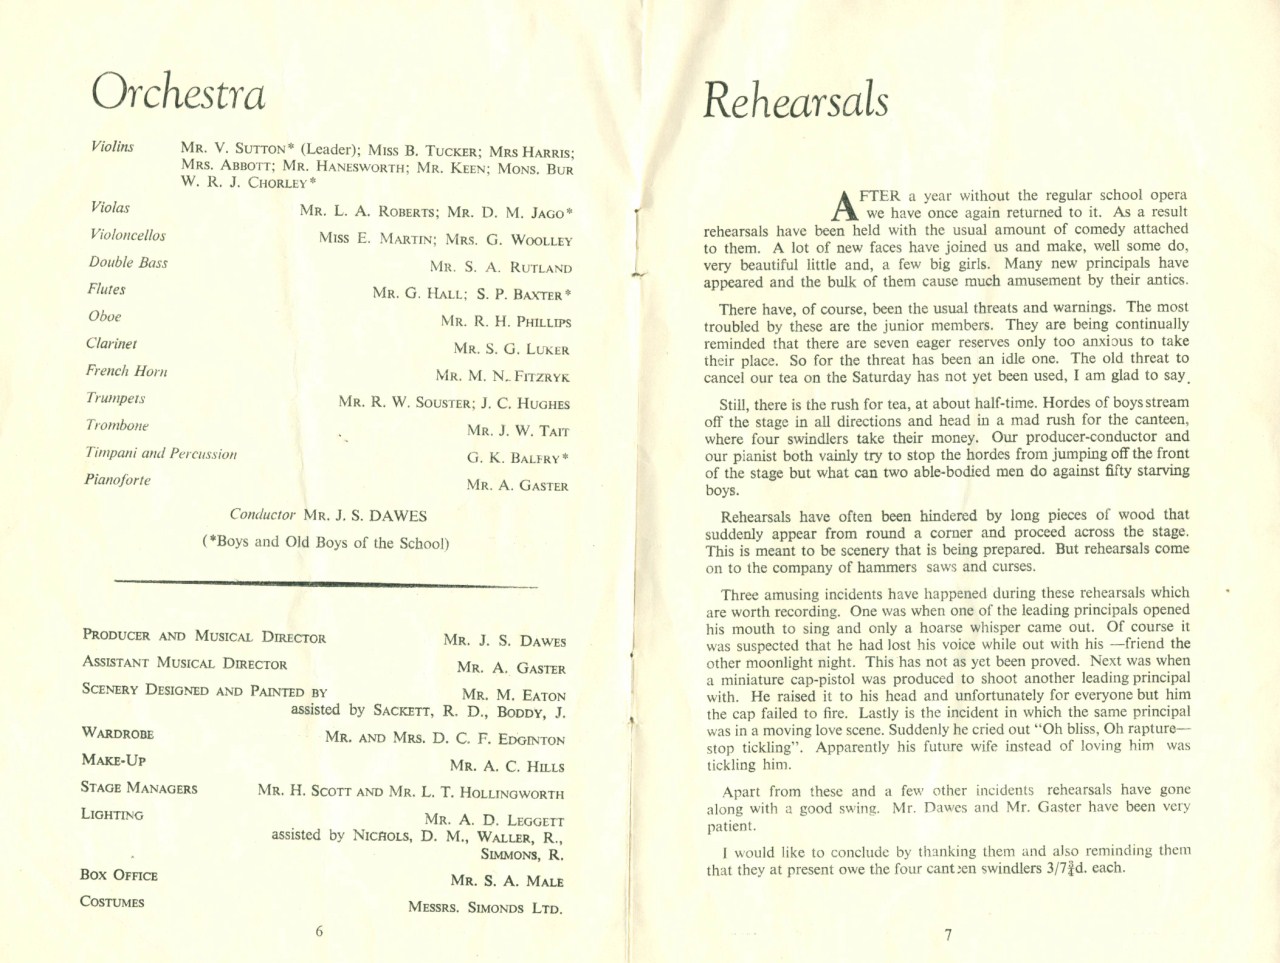 Orchestra
Violins MR. V. SUTTON* (Leader); MISS B. TUCKER; MRS HARRIS;
MRS. ABBOTT; MR. HANESWORTH; MR. KEEN; MONS. BUR
W. R. J. CHORLEY*
Violas MR. L. A. ROBERTS; MR. D. M. JAGO*
Violoncellos MISS E. MARTIN; MRS. G. WOOLLEY
Double Bass MR. S. A. RUTLAND
Flutes MR. G. HALL; S. P. BAXTER*
Oboe MR. R. H. PHILLIPS
Clarinet MR. S. G. LUKER
French Horn MR. M. N. FITZRYK
Trumpets MR. R. W. SOUSTER; J. C. HUGHES
Trombone MR. J. W. TAIT
Timpani and Percussion G. K. BALFRY*
Pianoforte MR. A. GASTER
Conductor MR. J. S. DAWES
(*Boys and Old Boys of the School)
PRODUCER AND MUSICAL DIRECTOR MR. J. S. DAWES
ASSISTANT MUSICAL DIRECTOR MR. A. GASTER
SCENERY DESIGNED AND PAINTED BY MR. M. EATON
assisted by SACKETT, R. D., BODDY, J.
WARDROBE MR. AND MRS. D. C. F. EDGINTON
MAKE-UP MR. A. C. HILLS
STAGE MANAGERS MR. H. SCOTT AND MR. L. T. HOLLINGWORTH
LIGHTING MR. A. D. LEGGETT
assisted by NICHOLS, D. M., WALLER, R.,
SIMMONS, R.
BOX OFFICE MR. S. A. MALE
COSTUMES MESSRS. SIMONDS LTD.
6
Rehearsals
AFTER a year without the regular school opera
we have once again returned to it. As a result
rehearsals have been held with the usual amount of comedy attached
to them. A lot of new faces have joined us and make, well some do,
very beautiful little and, a few big girls. Many new principals have
appeared and the bulk of them cause much amusement by their antics.
There have, of course, been the usual threats and warnings. The most
troubled by these are the junior members. They are being continually
reminded that there are seven eager reserves only too anxious to take
their place. So for the threat has been an idle one. The old threat to
cancel our tea on the Saturday has not yet been used, I am glad to say.
Still, there is the rush for tea, at about half-time. Hordes of boys stream
off the stage in all directions and head in a mad rush for the canteen,
where four swindlers take their money. Our producer-conductor and
our pianist both vainly try to stop the hordes from jumping off the front
of the stage but what can two able-bodied men do against fifty starving
boys.
Rehearsals have often been hindered by long pieces of wood that
suddenly appear from round a corner and proceed across the stage.
This is meant to be scenery that is being prepared. But rehearsals come
on to the company of hammers saws and curses.
Three amusing incidents have happened during these rehearsals which
are worth recording. One was when one of the leading principals opened
his mouth to sing and only a hoarse whisper came out. Of course it
was suspected that he had lost his voice while out with his —friend the
other moonlight night. This has not as yet been proved. Next was when
a miniature cap-pistol was produced to shoot another leading principal
with. He raised it to his head and unfortunately for everyone but him
the cap failed to fire. Lastly is the incident in which the same principal
was in a moving love scene. Suddenly he cried out “Oh bliss, Oh rapture—
stop tickling”. Apparently his future wife instead of loving him was
tickling him.
Apart from these and a few other incidents rehearsals have gone
along with a good swing. Mr. Dawes and Mr. Gaster have been very
patient.
I would like to conclude by thanking them and also reminding them
that they at present owe the four canteen swindlers 3/7¾d. each.
7